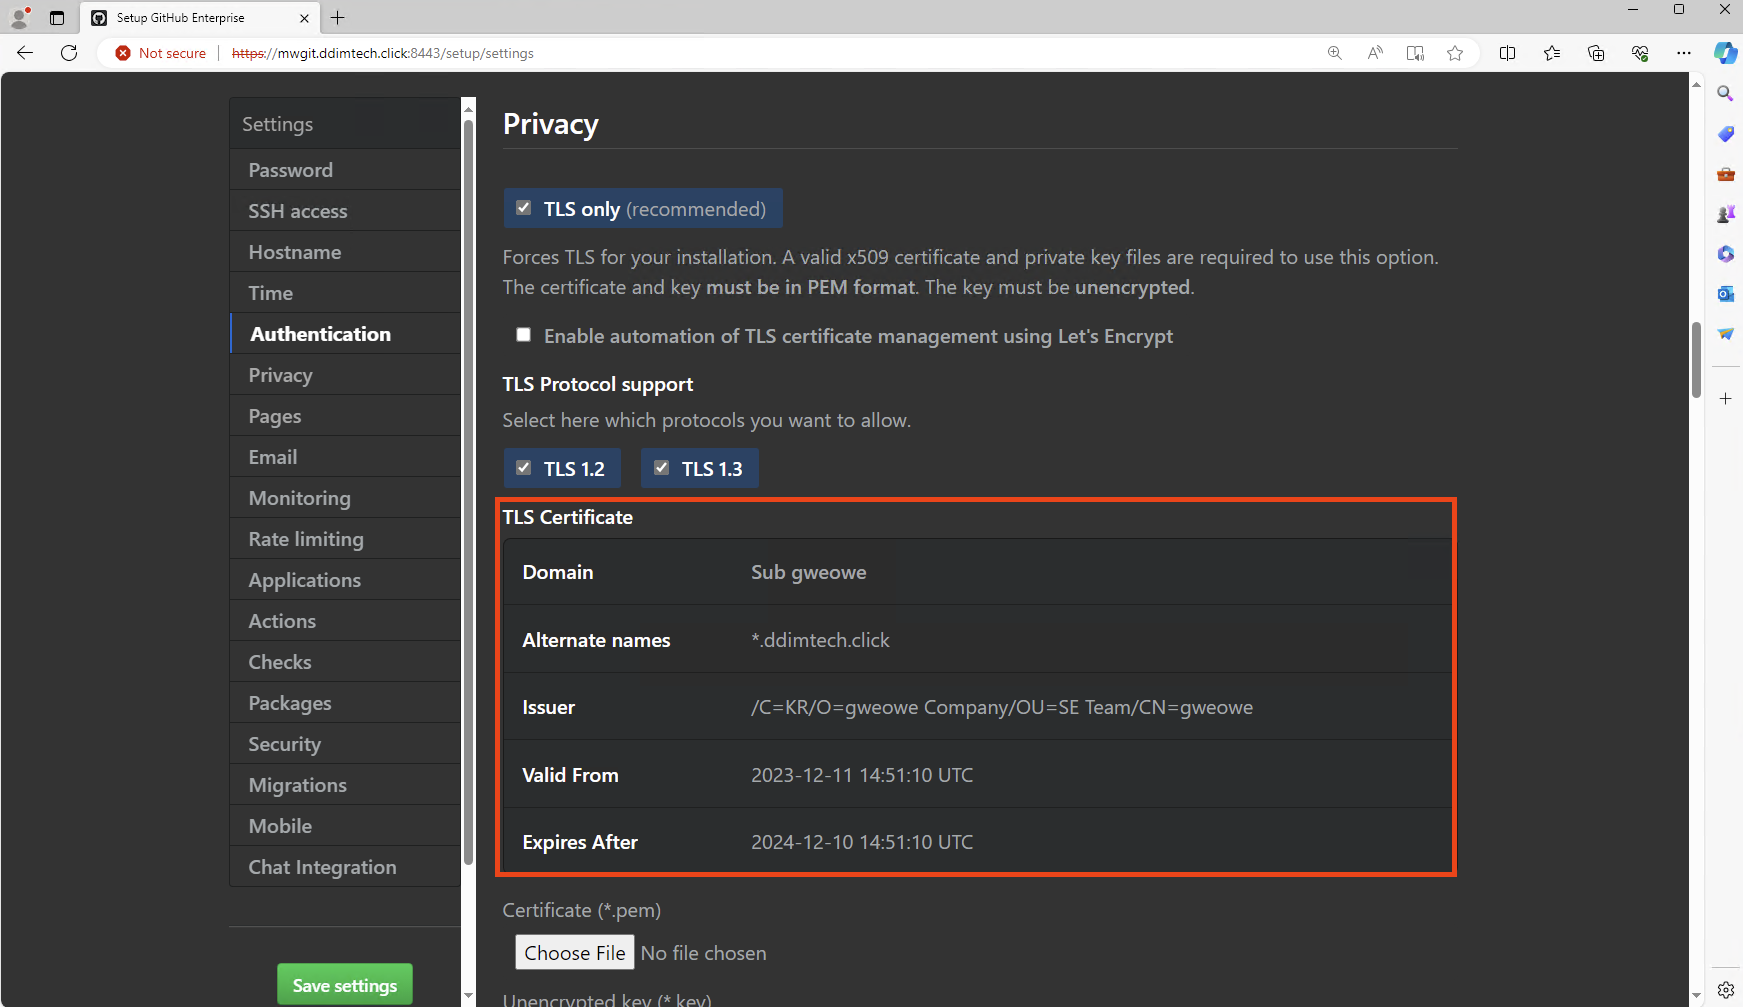 Setup GitHub Enterprise
Not secure https://mwgit.ddimtech.click:8443/setup/settings
Settings
Password
SSH access
Hostname
Time
Authentication
Privacy
Pages
Email
Monitoring
Rate limiting
Applications
Actions
Checks
Packages
Security
Migrations
Mobile
Chat Integration
Save settings
Privacy
TLS only (recommended)
Forces TLS for your installation. A valid x509 certificate and private key files are required to use this option.
The certificate and key must be in PEM format. The key must be unencrypted.
Enable automation of TLS certificate management using Let's Encrypt
TLS Protocol support
Select here which protocols you want to allow.
TLS 1.2 TLS 1.3
TLS Certificate
Domain Sub gweowe
Alternate names *.ddimtech.click
Issuer /C=KR/O=gweowe Company/OU=SE Team/CN=gweowe
Valid From 2023-12-11 14:51:10 UTC
Expires After 2024-12-10 14:51:10 UTC
Certificate (*.pem)
Choose File No file chosen
Unencrypted key (*.key)